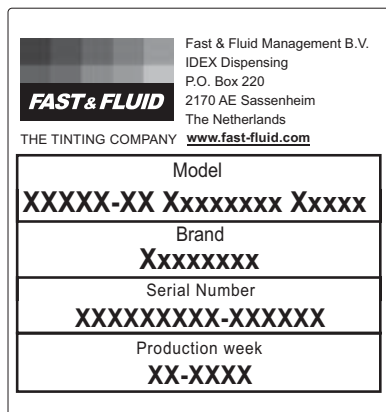 FAST & FLUID
THE TINTING COMPANY
Fast & Fluid Management B.V.
IDEX Dispensing
P.O. Box 220
2170 AE Sassenheim
The Netherlands
www.fast-fluid.com
Model
XXXXX-XX Xxxxxxxx Xxxxx
Brand
Xxxxxxxx
Serial Number
XXXXXXXXX-XXXXXX
Production week
XX-XXXX